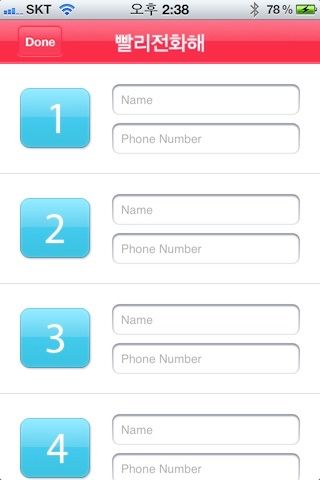 SKT 오후 2:38 78 %
Done 빨리전화해
1
Name
Phone Number
2
Name
Phone Number
3
Name
Phone Number
4
Name
Phone Number